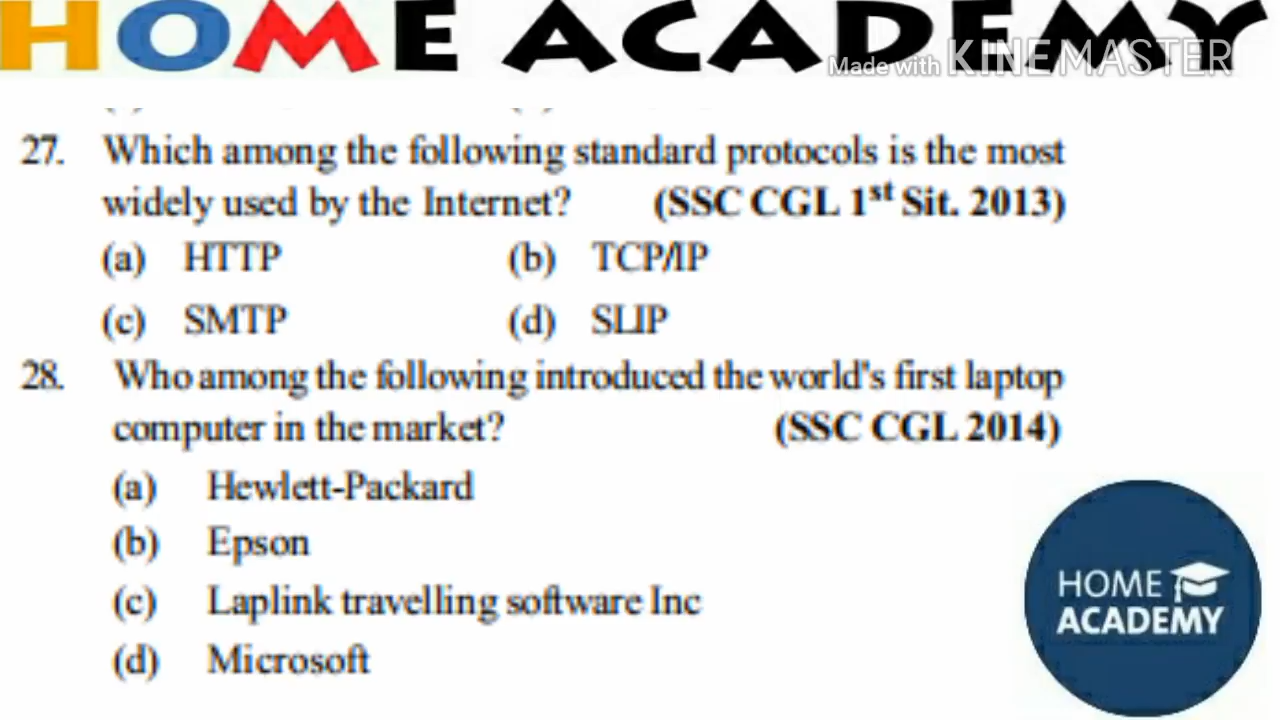 HOME ACADEMY
Made with KINEMASTER
27. Which among the following standard protocols is the most
widely used by the Internet? (SSC CGL 1st Sit. 2013)
(a) HTTP (b) TCP/IP
(c) SMTP (d) SLIP
28. Who among the following introduced the world's first laptop
computer in the market? (SSC CGL 2014)
(a) Hewlett-Packard
(b) Epson
(c) Laplink travelling software Inc
(d) Microsoft
HOME
ACADEMY